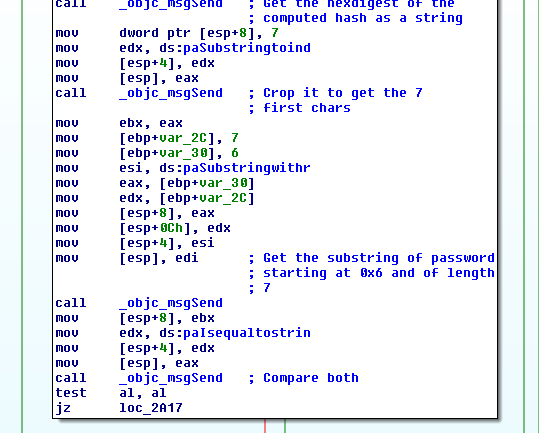 call _objc_msgSend ; Get the hexdigest of the
; computed hash as a string
mov dword ptr [esp+8], 7
mov edx, ds:paSubstringtoind
mov [esp+4], edx
mov [esp], eax
call _objc_msgSend ; Crop it to get the 7
; first chars
mov ebx, eax
mov [ebp+var_2C], 7
mov [ebp+var_30], 6
mov esi, ds:paSubstringwithr
mov eax, [ebp+var_30]
mov edx, [ebp+var_2C]
mov [esp+8], eax
mov [esp+0Ch], edx
mov [esp+4], esi
mov [esp], edi ; Get the substring of password
; starting at 0x6 and of length
; 7
call _objc_msgSend
mov [esp+8], ebx
mov edx, ds:paIsequaltostrin
mov [esp+4], edx
mov [esp], eax
call _objc_msgSend ; Compare both
test al, al
jz loc_2A17